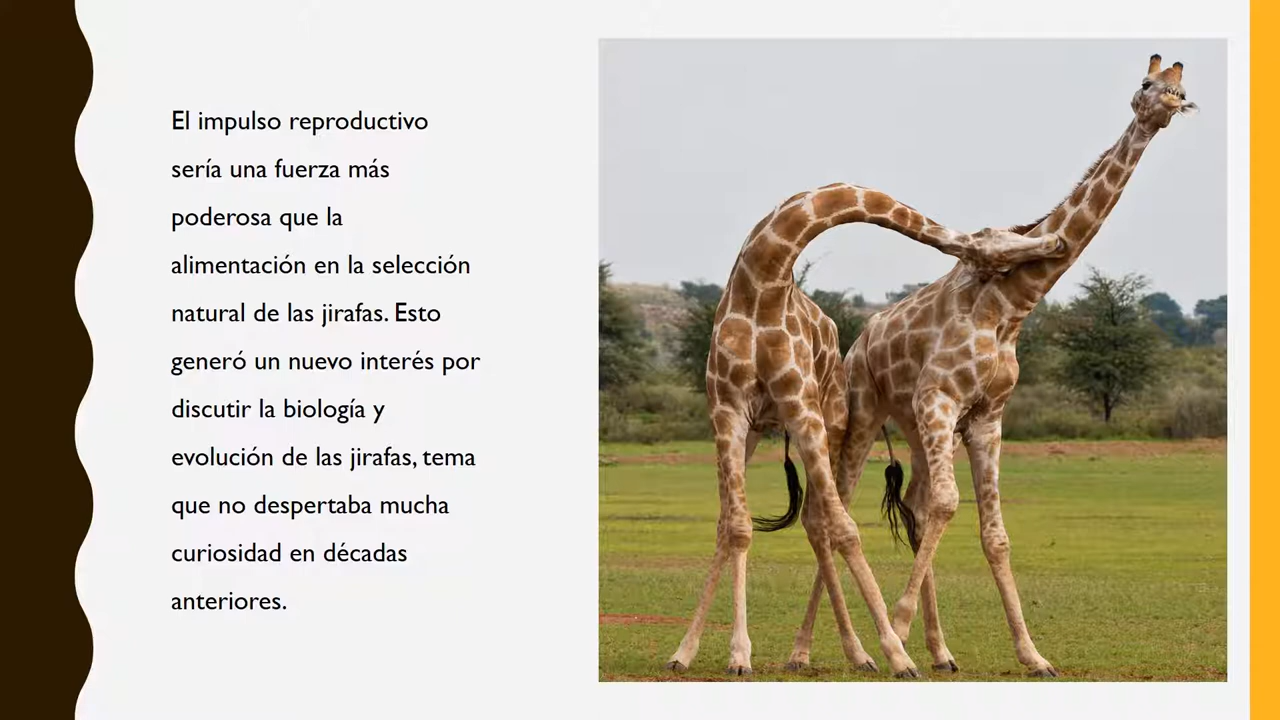 El impulso reproductivo
sería una fuerza más
poderosa que la
alimentación en la selección
natural de las jirafas. Esto
generó un nuevo interés por
discutir la biología y
evolución de las jirafas, tema
que no despertaba mucha
curiosidad en décadas
anteriores.